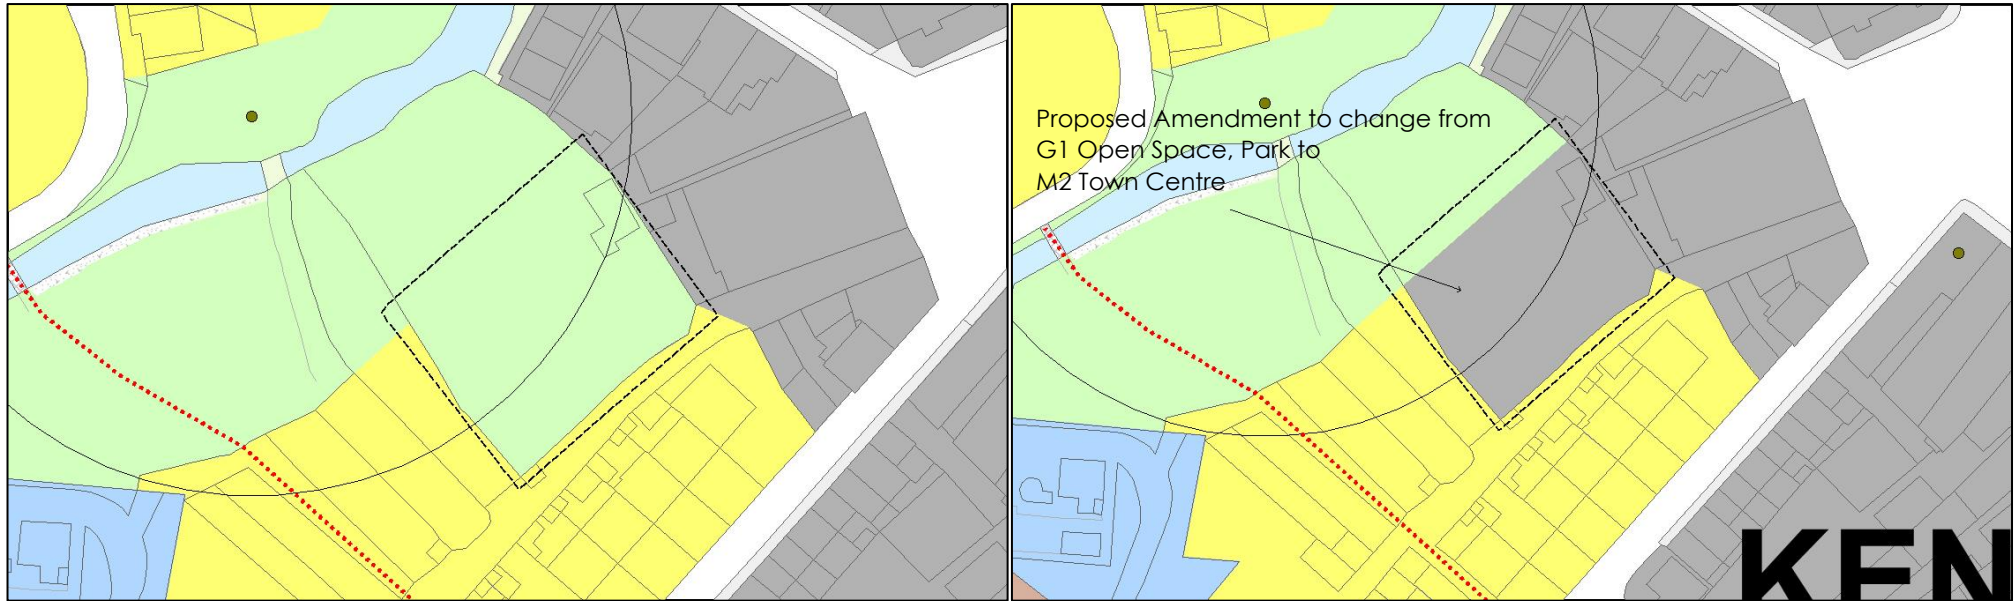 Proposed Amendment to change from
G1 Open Space, Park to
M2 Town Centre
KEN